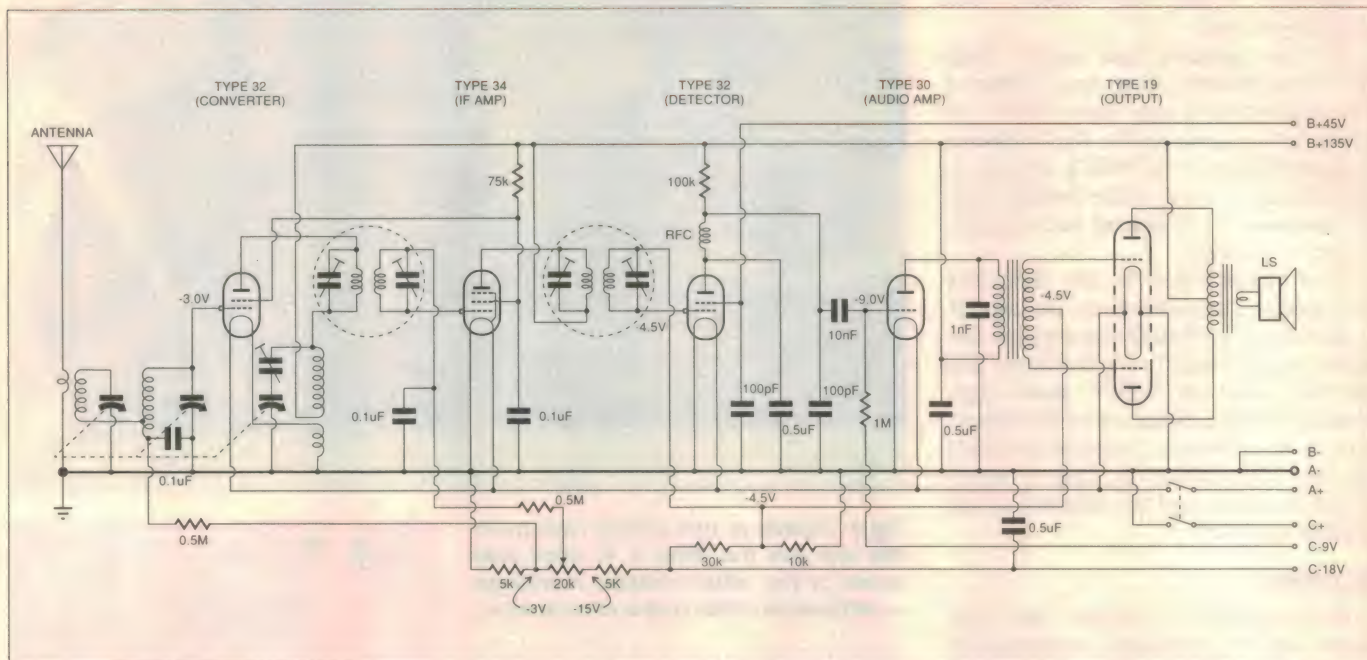 TYPE 32
(CONVERTER)
TYPE 34
(IF AMP)
TYPE 32
(DETECTOR)
TYPE 30
(AUDIO AMP)
TYPE 19
(OUTPUT)
ANTENNA
B+45V
B+135V
75k
100k
RFC
LS
-3.0V
4.5V
-9.0V
-4.5V
10nF
1nF
0.1uF
0.1uF
100pF
0.5uF
100pF
1M
0.5uF
0.1uF
B-
A-
A+
C+
C-9V
C-18V
0.5M
0.5M
-4.5V
30k
10k
0.5uF
5k
20k
5K
-3V
-15V